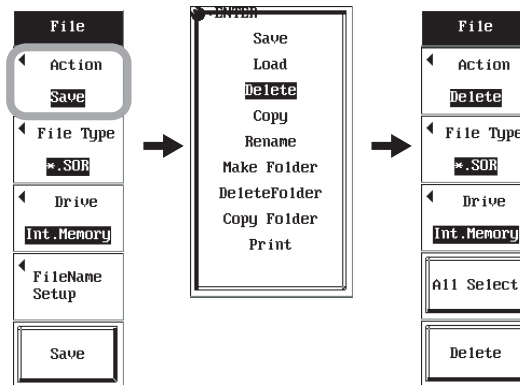 File
Action
Save
File Type
*.SOR
Drive
Int.Memory
FileName
Setup
Save
ENTER
Save
Load
Delete
Copy
Rename
Make Folder
DeleteFolder
Copy Folder
Print
File
Action
Delete
File Type
*.SOR
Drive
Int.Memory
All Select
Delete